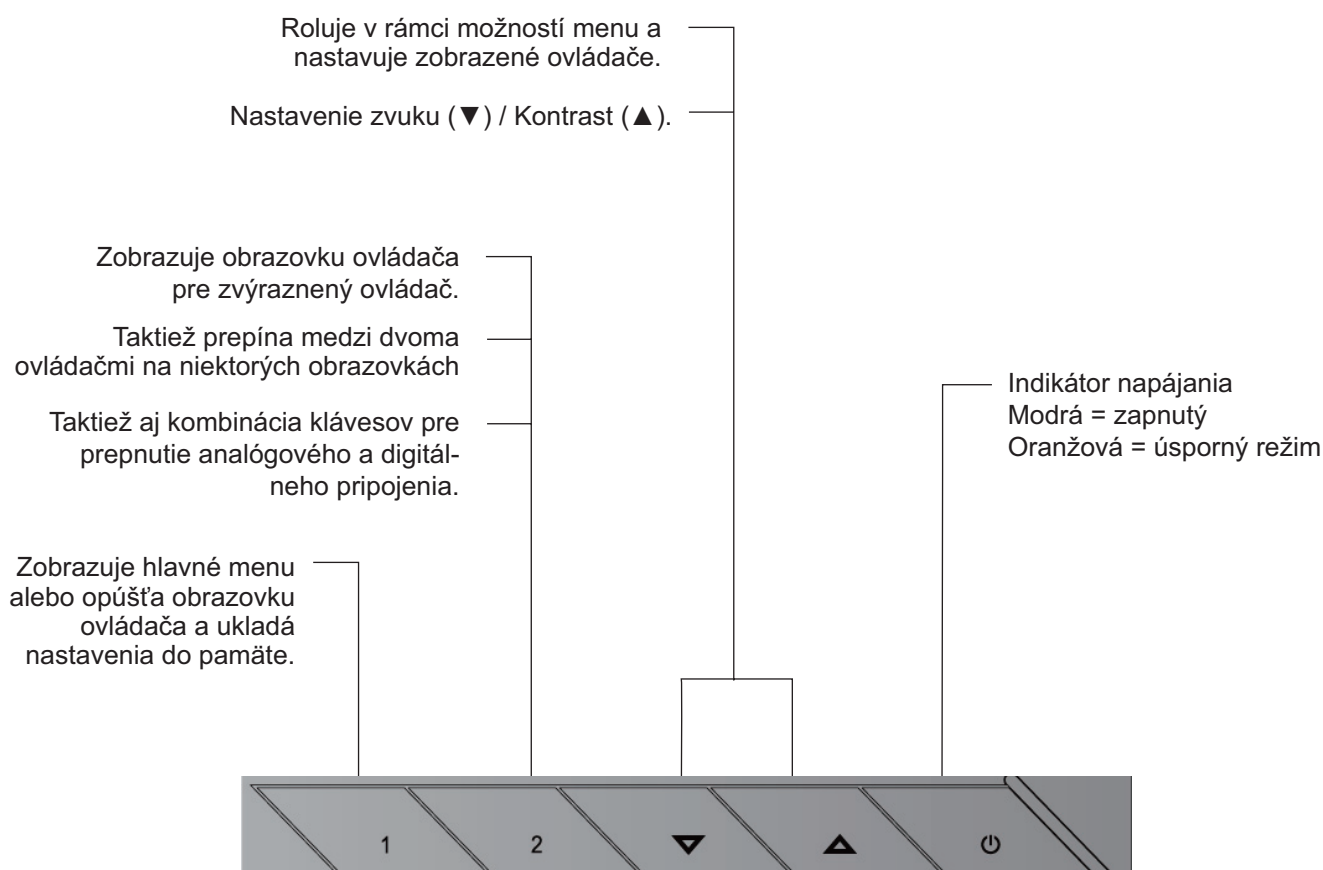 Roluje v rámci možností menu a
nastavuje zobrazené ovládače.
Nastavenie zvuku (▼) / Kontrast (▲).
Zobrazuje obrazovku ovládača
pre zvýraznený ovládač.
Taktiež prepína medzi dvoma
ovládačmi na niektorých obrazovkách
Taktiež aj kombinácia klávesov pre
prepnutie analógového a digitál-
neho pripojenia.
Indikátor napájania
Modrá = zapnutý
Oranžová = úsporný režim
Zobrazuje hlavné menu
alebo opúšťa obrazovku
ovládača a ukladá
nastavenia do pamäte.
1 2